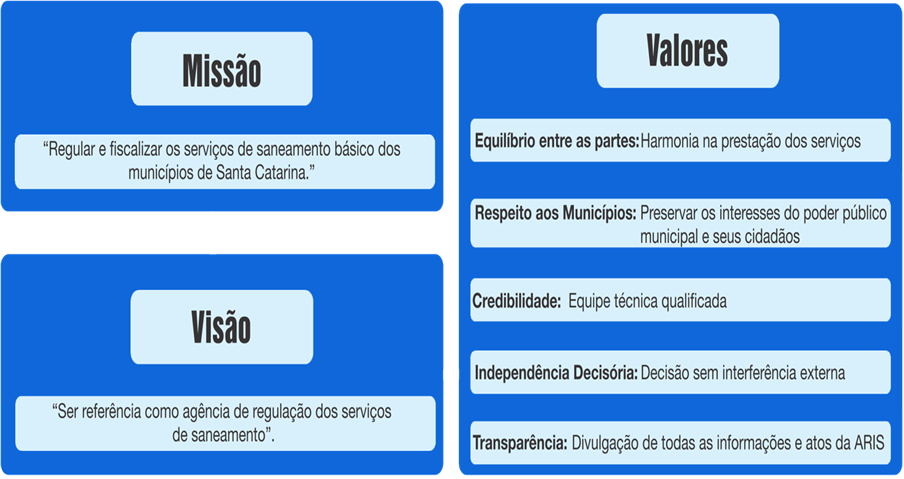 Missão
“Regular e fiscalizar os serviços de saneamento básico dos
municípios de Santa Catarina.”
Visão
“Ser referência como agência de regulação dos serviços
de saneamento”.
Valores
Equilíbrio entre as partes: Harmonia na prestação dos serviços
Respeito aos Municípios: Preservar os interesses do poder público
municipal e seus cidadãos
Credibilidade: Equipe técnica qualificada
Independência Decisória: Decisão sem interferência externa
Transparência: Divulgação de todas as informações e atos da ARIS